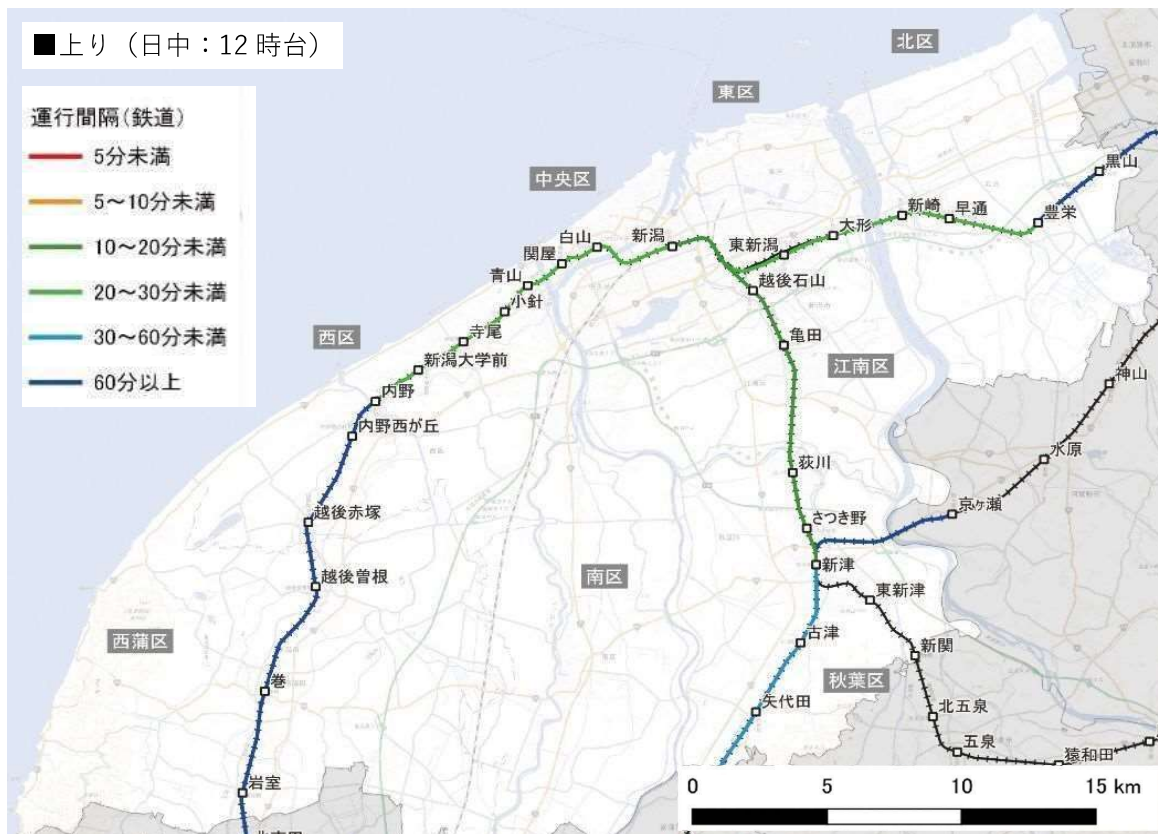 ■上り（日中：12時台）
運行間隔(鉄道)
5分未満
5～10分未満
10～20分未満
20～30分未満
30～60分未満
60分以上
北区
東区
中央区
黒山
新崎
早通
豊栄
大形
東新潟
新潟
白山
関屋
越後石山
青山
小針
西区
寺尾
亀田
新潟大学前
江南区
神山
内野
内野西が丘
水原
荻川
京ヶ瀬
越後赤塚
さつき野
新津
越後曽根
南区
東新津
西蒲区
古津
新関
秋葉区
巻
矢代田
北五泉
五泉
猿和田
岩室
0 5 10 15 km